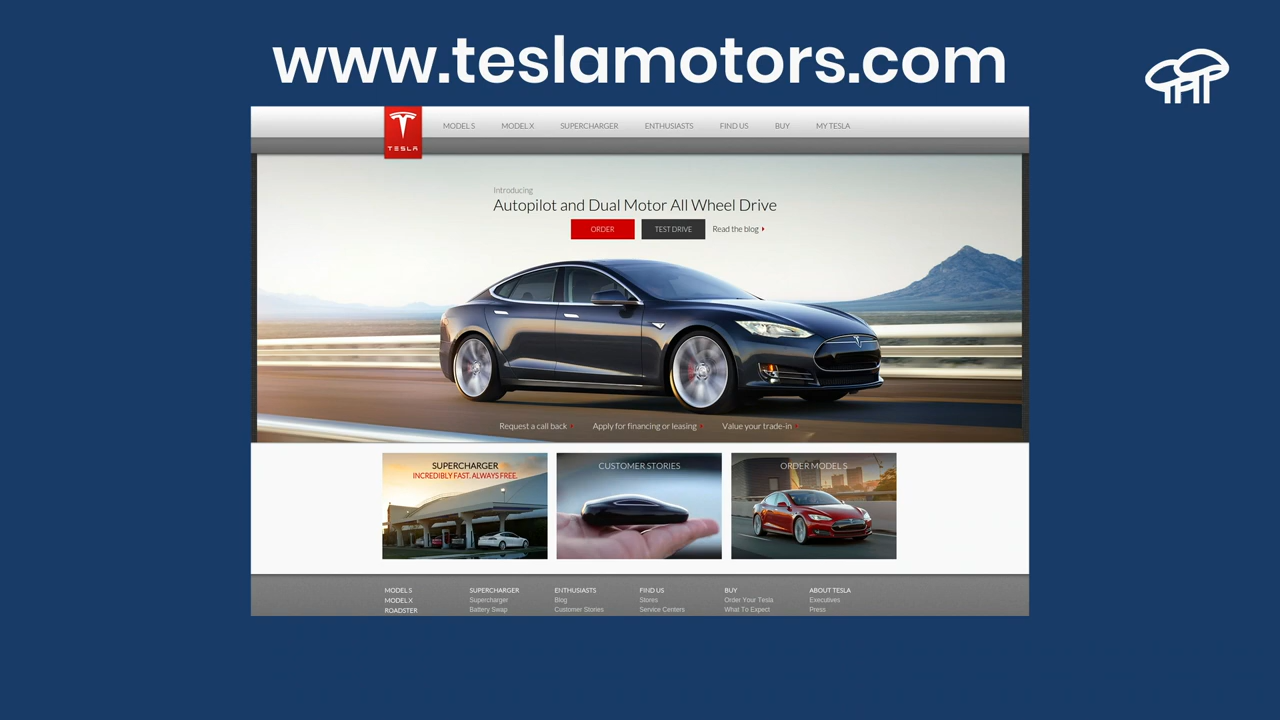 www.teslamotors.com
TESLA
MODEL S MODEL X SUPERCHARGER ENTHUSIASTS FIND US BUY MY TESLA
Introducing
Autopilot and Dual Motor All Wheel Drive
ORDER TEST DRIVE Read the blog
Request a call back Apply for financing or leasing Value your trade-in
SUPERCHARGER CUSTOMER STORIES ORDER MODEL S
INCREDIBLY FAST. ALWAYS FREE.
MODEL S SUPERCHARGER ENTHUSIASTS FIND US BUY ABOUT TESLA
MODEL X Supercharger Blog Stores Order Your Tesla Executives
ROADSTER Battery Swap Customer Stories Service Centers What To Expect Press